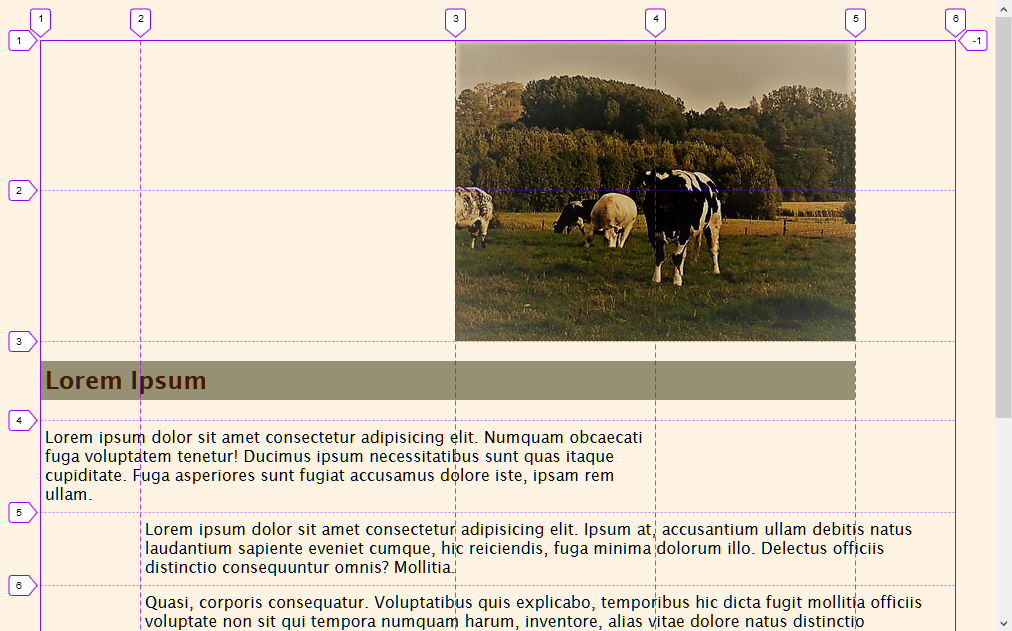 1 2 3 4 5 6
1 -1
2
3
Lorem Ipsum
4
Lorem ipsum dolor sit amet consectetur adipisicing elit. Numquam obcaecati
fuga voluptatem tenetur! Ducimus ipsum necessitatibus sunt quas itaque
cupiditate. Fuga asperiores sunt fugiat accusamus dolore iste, ipsam rem
ullam.
5
Lorem ipsum dolor sit amet consectetur adipisicing elit. Ipsum at, accusantium ullam debitis natus
laudantium sapiente eveniet cumque, hic reiciendis, fuga minima dolorum illo. Delectus officiis
distinctio consequuntur omnis? Mollitia.
6
Quasi, corporis consequatur. Voluptatibus quis explicabo, temporibus hic dicta fugit mollitia officiis
voluptate non sit qui tempora numquam harum, inventore, alias vitae dolore natus distinctio